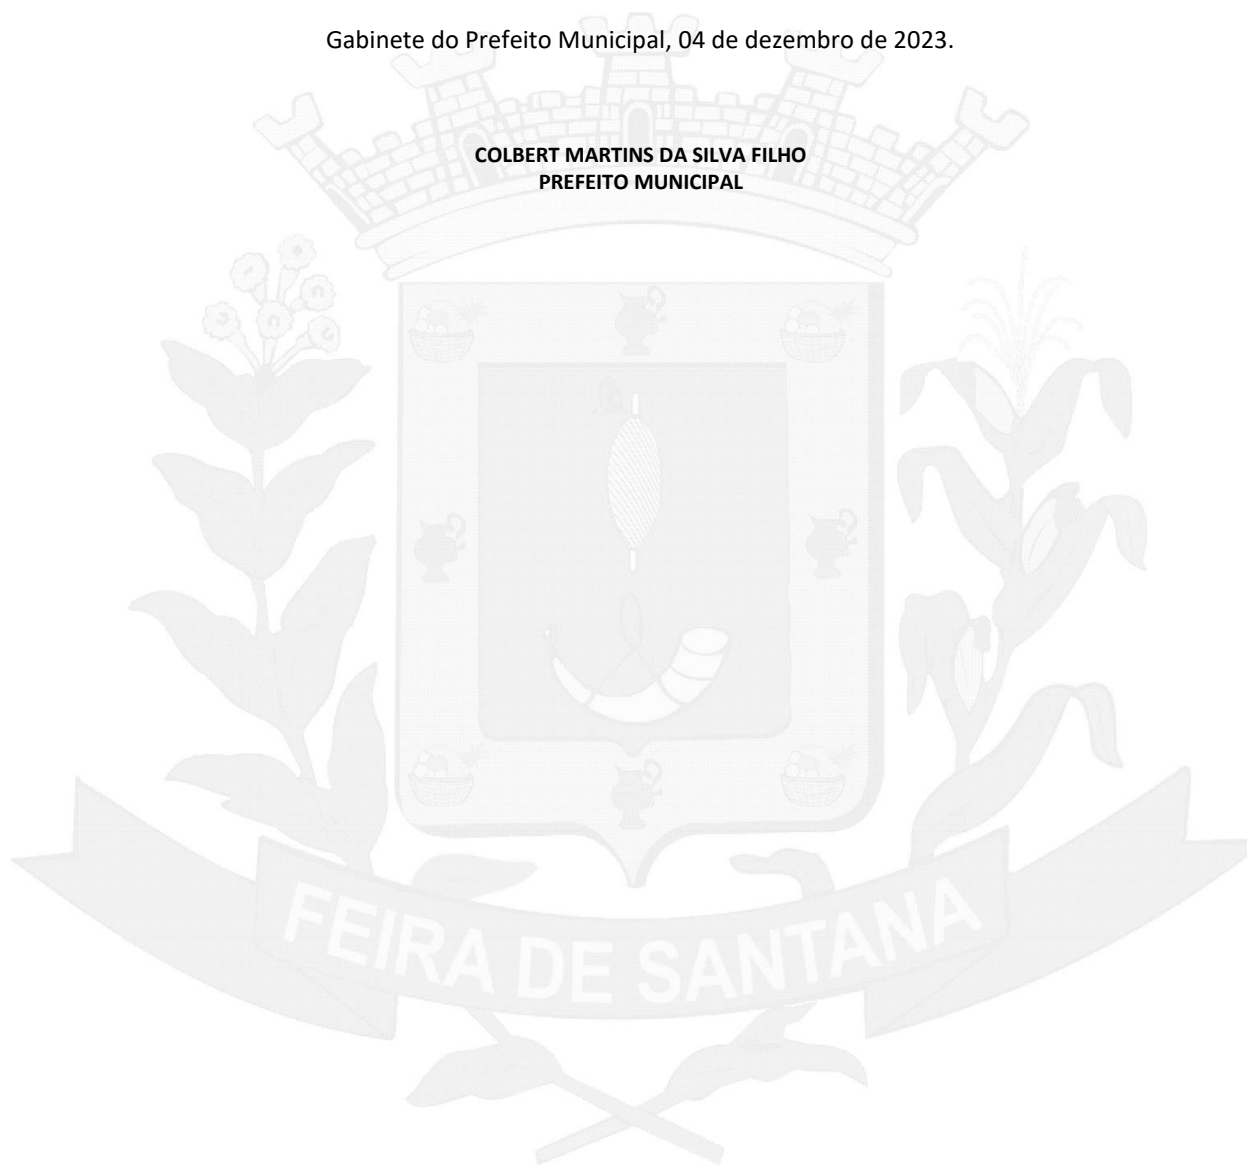 Gabinete do Prefeito Municipal, 04 de dezembro de 2023.
COLBERT MARTINS DA SILVA FILHO
PREFEITO MUNICIPAL
FEIRA DE SANTANA